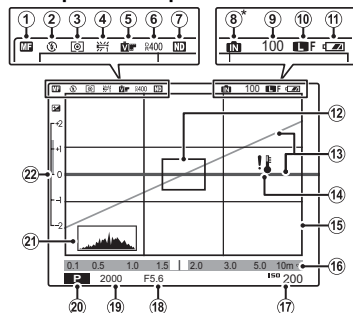 ① ② ③ ④ ⑤ ⑥ ⑦
MF R400 ND
⑧* ⑨ ⑩ ⑪
IN 100 L F
MF R400 ND IN 100 L F
⑫
+2
+1
0
-1
-2
!
⑬
⑭
⑮
㉒
㉑
0.1 0.5 1.0 1.5 2.0 3.0 5.0 10m
⑯
P 2000 F5.6 ISO 200
⑳ ⑲ ⑱ ⑰